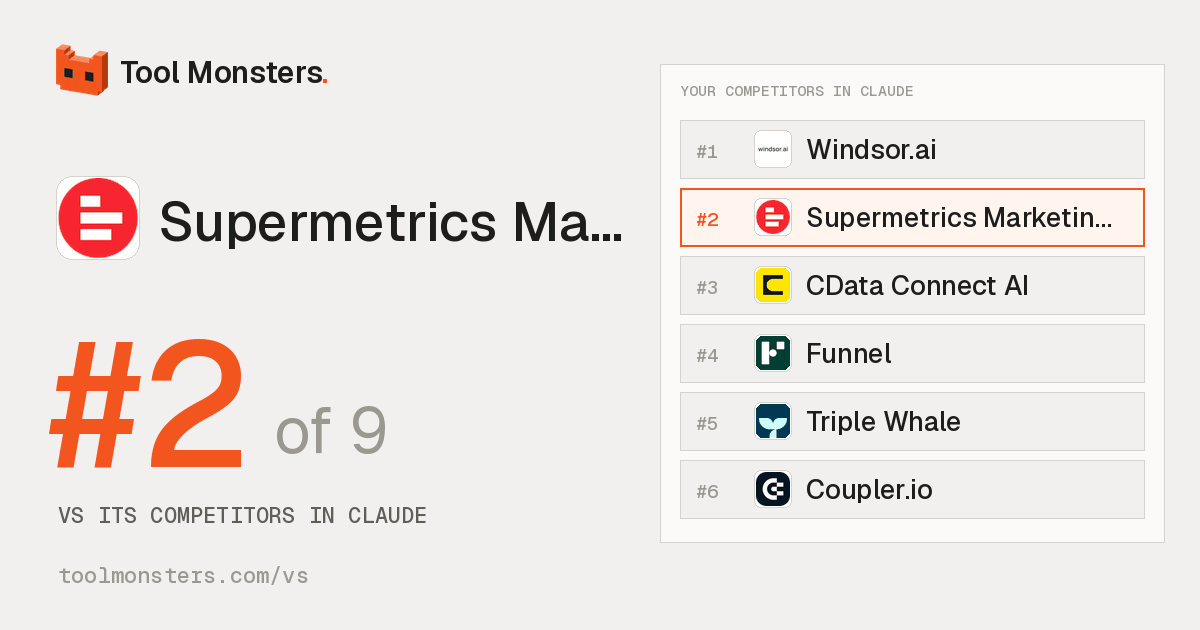 Tool Monsters.
Supermetrics Ma...
#2 of 9
VS ITS COMPETITORS IN CLAUDE
toolmonsters.com/vs
YOUR COMPETITORS IN CLAUDE
#1 windsor.ai Windsor.ai
#2 Supermetrics Marketin...
#3 CData Connect AI
#4 Funnel
#5 Triple Whale
#6 Coupler.io